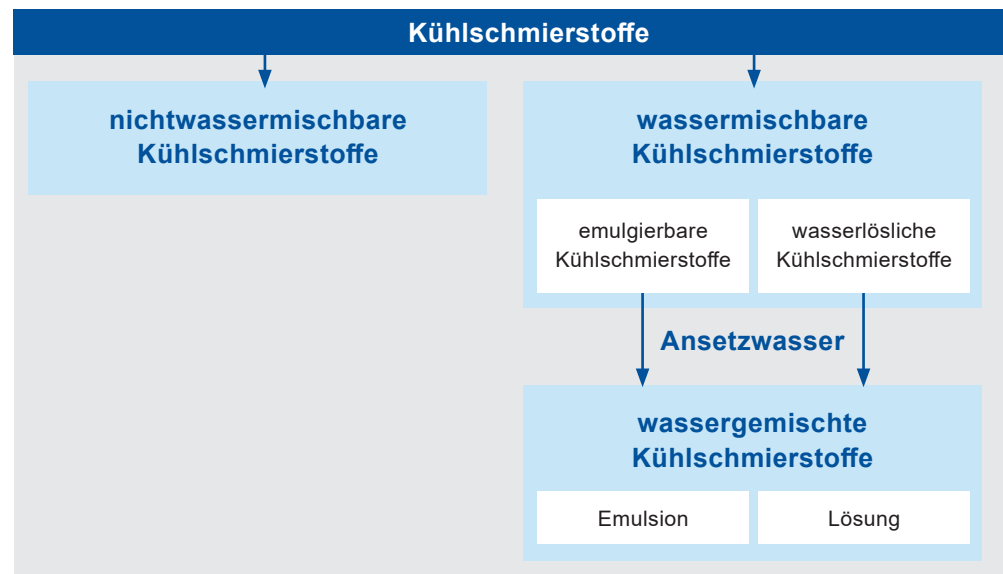 Kühlschmierstoffe
nichtwassermischbare
Kühlschmierstoffe
wassermischbare
Kühlschmierstoffe
emulgierbare
Kühlschmierstoffe
wasserlösliche
Kühlschmierstoffe
Ansetzwasser
wassergemischte
Kühlschmierstoffe
Emulsion
Lösung